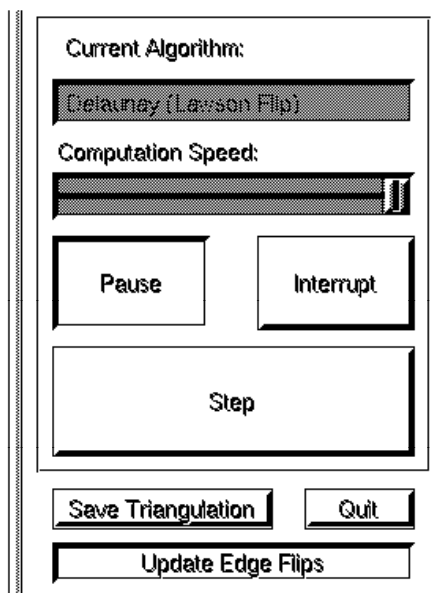 Current Algorithm:
Delaunay (Lawson Flip)
Computation Speed:
Pause Interrupt
Step
Save Triangulation Quit
Update Edge Flips